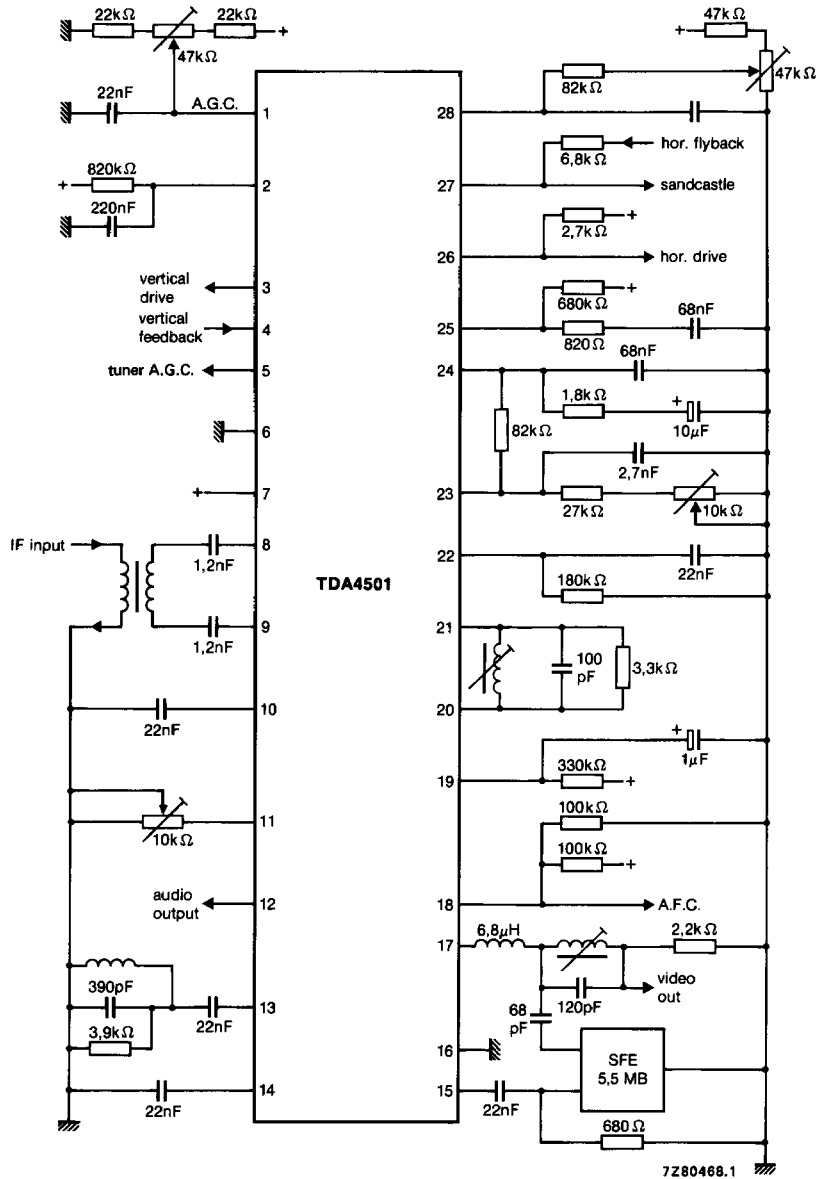 22kΩ 22kΩ +
47kΩ
22nF A.G.C. 1
820kΩ
+ 2
220nF
vertical drive 3
vertical feedback 4
tuner A.G.C. 5
6
+ 7
IF input 8
1,2nF
9
1,2nF
10
22nF
11
10kΩ
audio output 12
390pF 13
22nF
3,9kΩ
14
22nF
TDA4501
47kΩ
+
82kΩ 47kΩ
28
hor. flyback
6,8kΩ
27 sandcastle
+
2,7kΩ
26 hor. drive
+
680kΩ
25 68nF
820Ω
68nF
24
1,8kΩ +
10µF
82kΩ
2,7nF
23
27kΩ 10kΩ
22
22nF
180kΩ
21
100 pF 3,3kΩ
20
+
1µF
330kΩ
19 +
100kΩ
100kΩ
+
18 A.F.C.
6,8µH 2,2kΩ
17
video out
120pF
68 pF
16
SFE
5,5 MB
15
22nF
680Ω
7Z80468.1